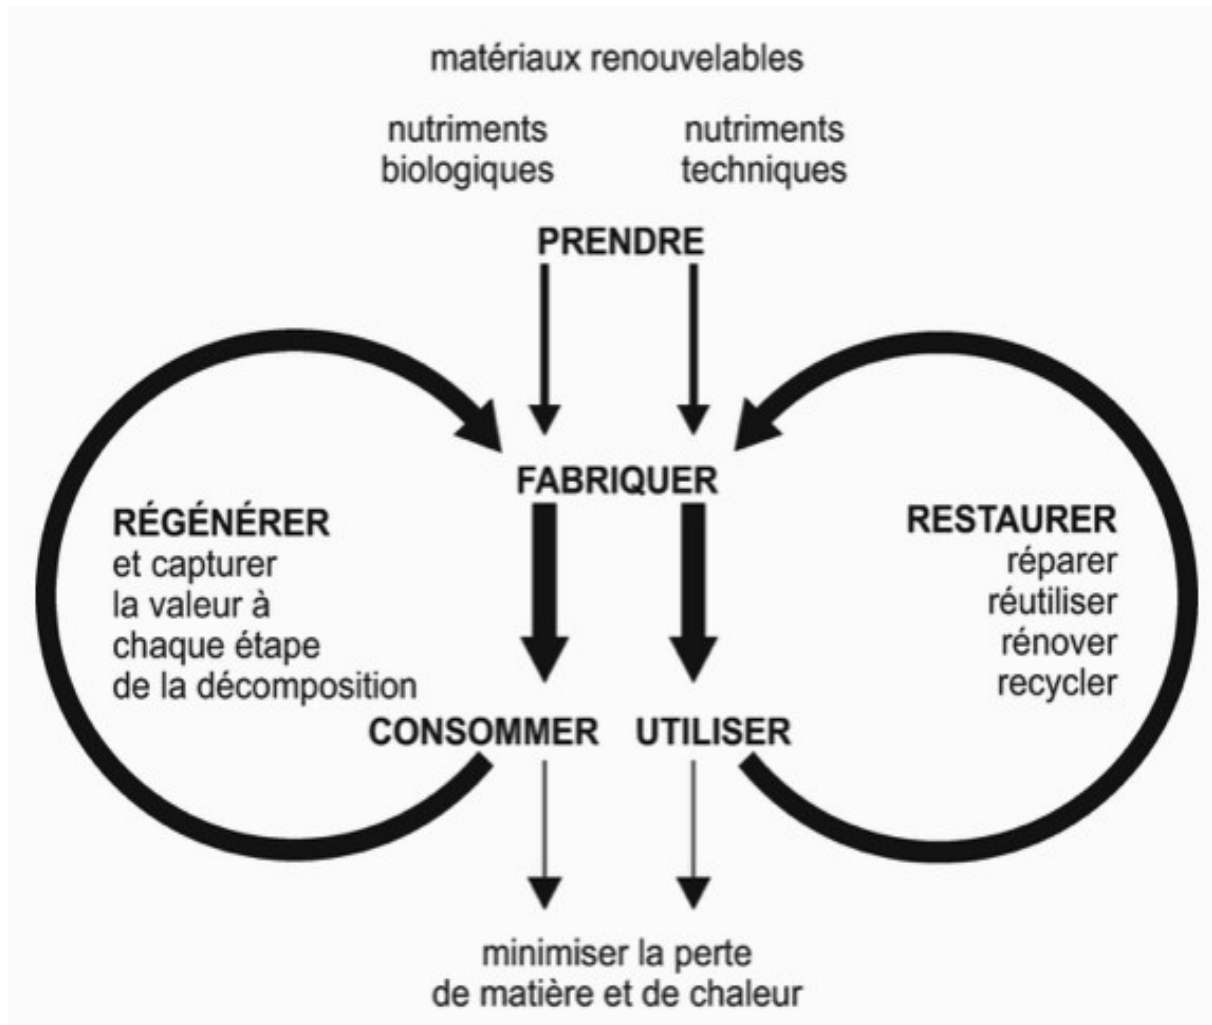 matériaux renouvelables
nutriments
biologiques
nutriments
techniques
PRENDRE
FABRIQUER
RÉGÉNÉRER
et capturer
la valeur à
chaque étape
de la décomposition
RESTAURER
réparer
réutiliser
rénover
recycler
CONSOMMER
UTILISER
minimiser la perte
de matière et de chaleur